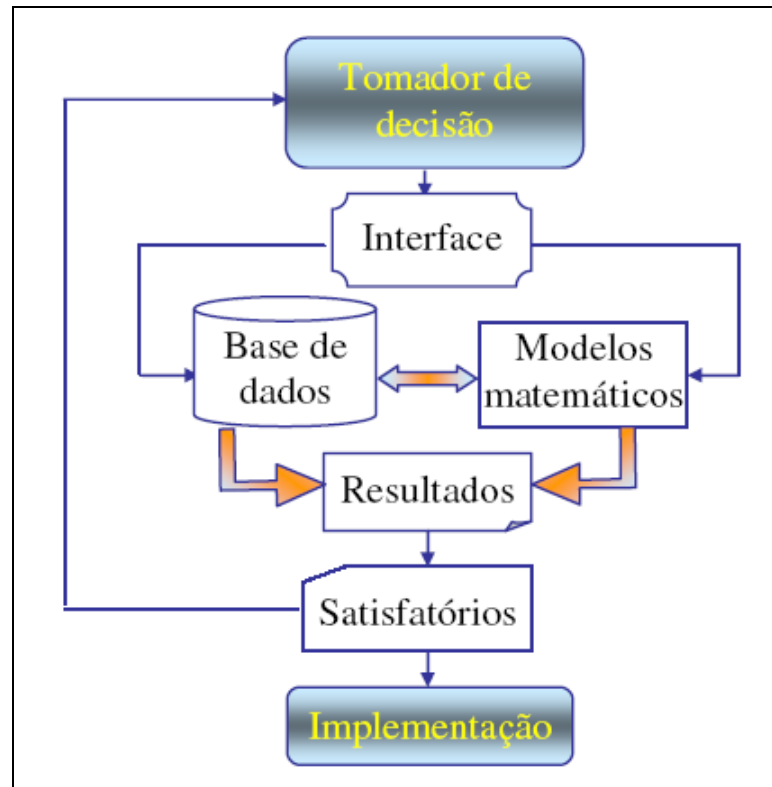 Tomador de
decisão
Interface
Base de
dados
Modelos
matemáticos
Resultados
Satisfatórios
Implementação